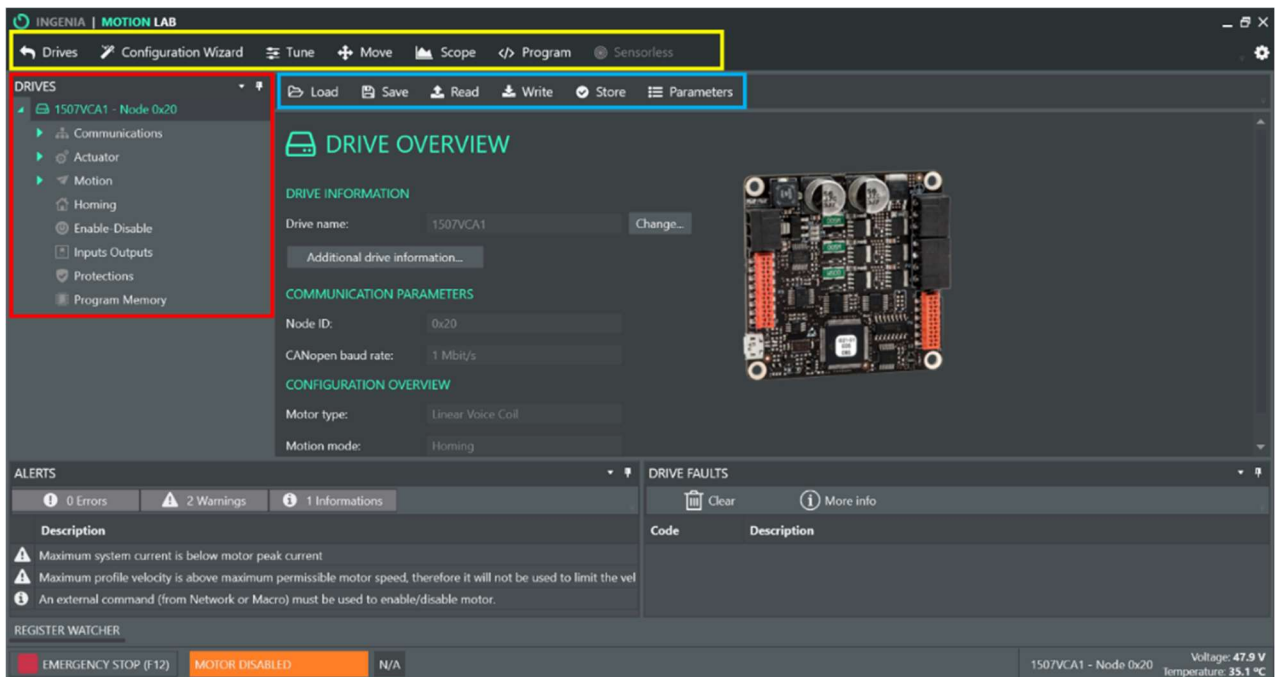 INGENIA | MOTION LAB
Drives Configuration Wizard Tune Move Scope Program Sensorless
DRIVES
Load Save Read Write Store Parameters
1507VCA1 - Node 0x20
Communications
Actuator
Motion
Homing
Enable-Disable
Inputs Outputs
Protections
Program Memory
DRIVE OVERVIEW
DRIVE INFORMATION
Drive name: 1507VCA1 Change...
Additional drive information...
COMMUNICATION PARAMETERS
Node ID: 0x20
CANopen baud rate: 1 Mbit/s
CONFIGURATION OVERVIEW
Motor type: Linear Voice Coil
Motion mode: Homing
ALERTS
0 Errors 2 Warnings 1 Informations
Description
Maximum system current is below motor peak current
Maximum profile velocity is above maximum permissible motor speed, therefore it will not be used to limit the vel
An external command (from Network or Macro) must be used to enable/disable motor.
DRIVE FAULTS
Clear More info
Code Description
REGISTER WATCHER
EMERGENCY STOP (F12) MOTOR DISABLED N/A
1507VCA1 - Node 0x20
Voltage: 47.9 V
Temperature: 35.1 ºC